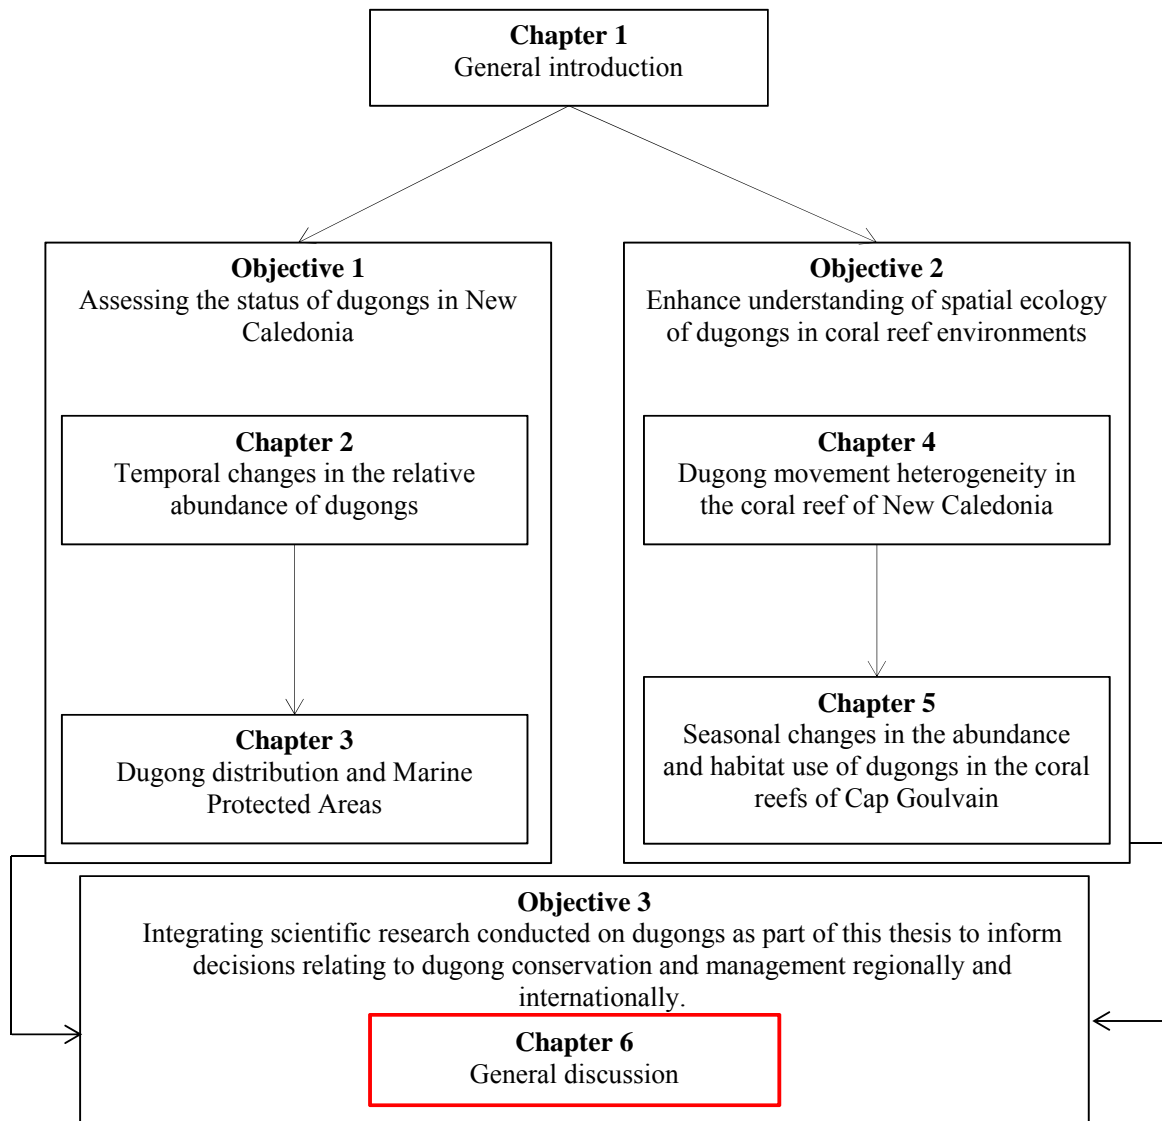 Chapter 1
General introduction
Objective 1
Assessing the status of dugongs in New
Caledonia
Chapter 2
Temporal changes in the relative
abundance of dugongs
Chapter 3
Dugong distribution and Marine
Protected Areas
Objective 2
Enhance understanding of spatial ecology
of dugongs in coral reef environments
Chapter 4
Dugong movement heterogeneity in
the coral reef of New Caledonia
Chapter 5
Seasonal changes in the abundance
and habitat use of dugongs in the coral
reefs of Cap Goulvain
Objective 3
Integrating scientific research conducted on dugongs as part of this thesis to inform
decisions relating to dugong conservation and management regionally and
internationally.
Chapter 6
General discussion